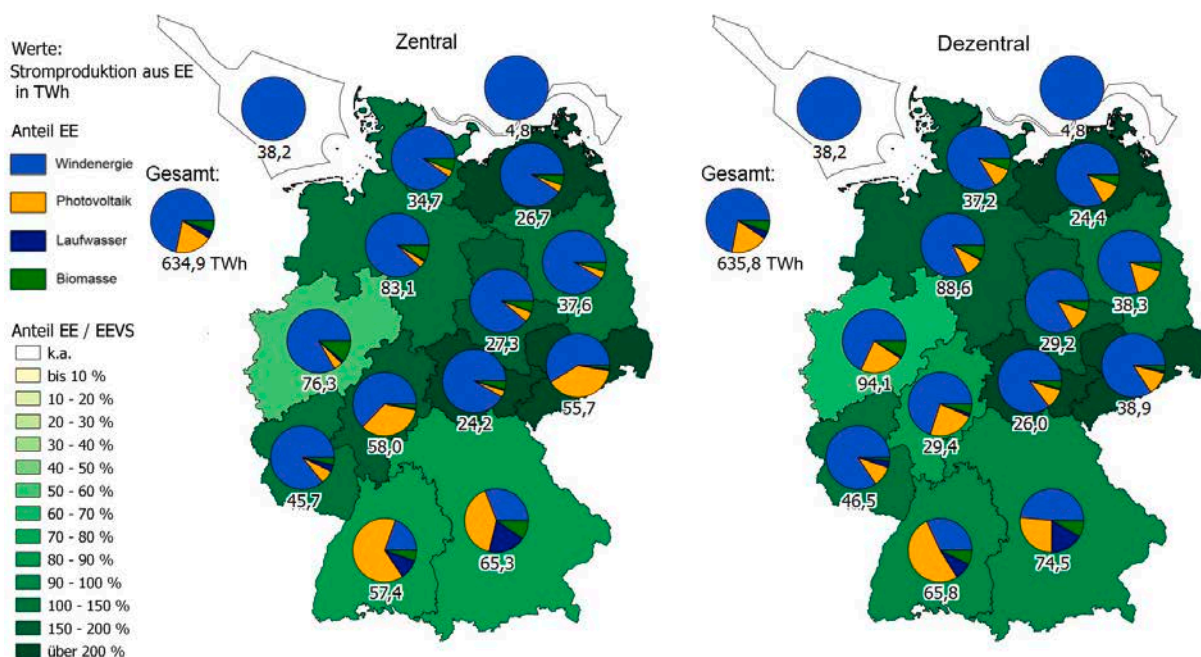 Werte:
Stromproduktion aus EE
in TWh
Anteil EE
Windenergie
Photovoltaik
Laufwasser
Biomasse
Anteil EE / EEVS
k.a.
bis 10 %
10 - 20 %
20 - 30 %
30 - 40 %
40 - 50 %
50 - 60 %
60 - 70 %
70 - 80 %
80 - 90 %
90 - 100 %
100 - 150 %
150 - 200 %
über 200 %
Zentral
38,2
4,8
Gesamt:
634,9 TWh
34,7
26,7
83,1
37,6
27,3
76,3
24,2
55,7
58,0
45,7
65,3
57,4
Dezentral
38,2
4,8
Gesamt:
635,8 TWh
37,2
24,4
88,6
38,3
29,2
94,1
26,0
38,9
29,4
46,5
74,5
65,8